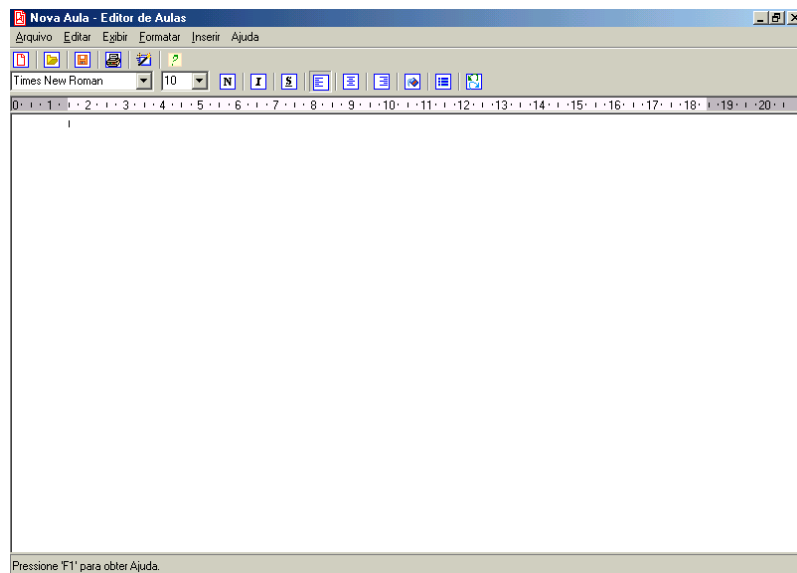 Nova Aula - Editor de Aulas
Arquivo Editar Exibir Formatar Inserir Ajuda
Times New Roman 10 N I S
0 1 2 3 4 5 6 7 8 9 10 11 12 13 14 15 16 17 18 19 20
Pressione 'F1' para obter Ajuda.